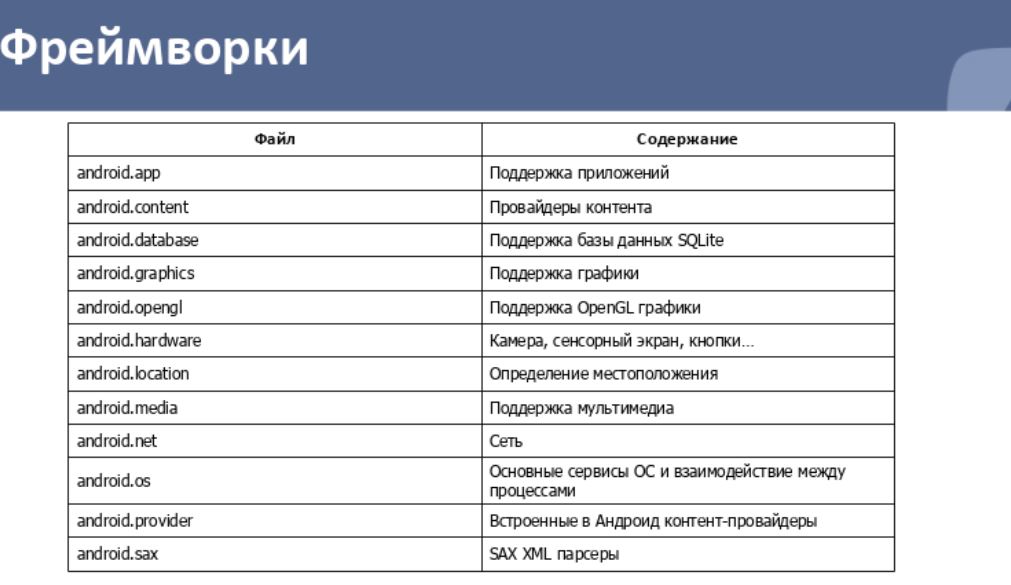 Фреймворки
Файл
Содержание
android.app
Поддержка приложений
android.content
Провайдеры контента
android.database
Поддержка базы данных SQLite
android.graphics
Поддержка графики
android.opengl
Поддержка OpenGL графики
android.hardware
Камера, сенсорный экран, кнопки...
android.location
Определение местоположения
android.media
Поддержка мультимедиа
android.net
Сеть
android.os
Основные сервисы ОС и взаимодействие между
процессами
android.provider
Встроенные в Андроид контент-провайдеры
android.sax
SAX XML парсеры